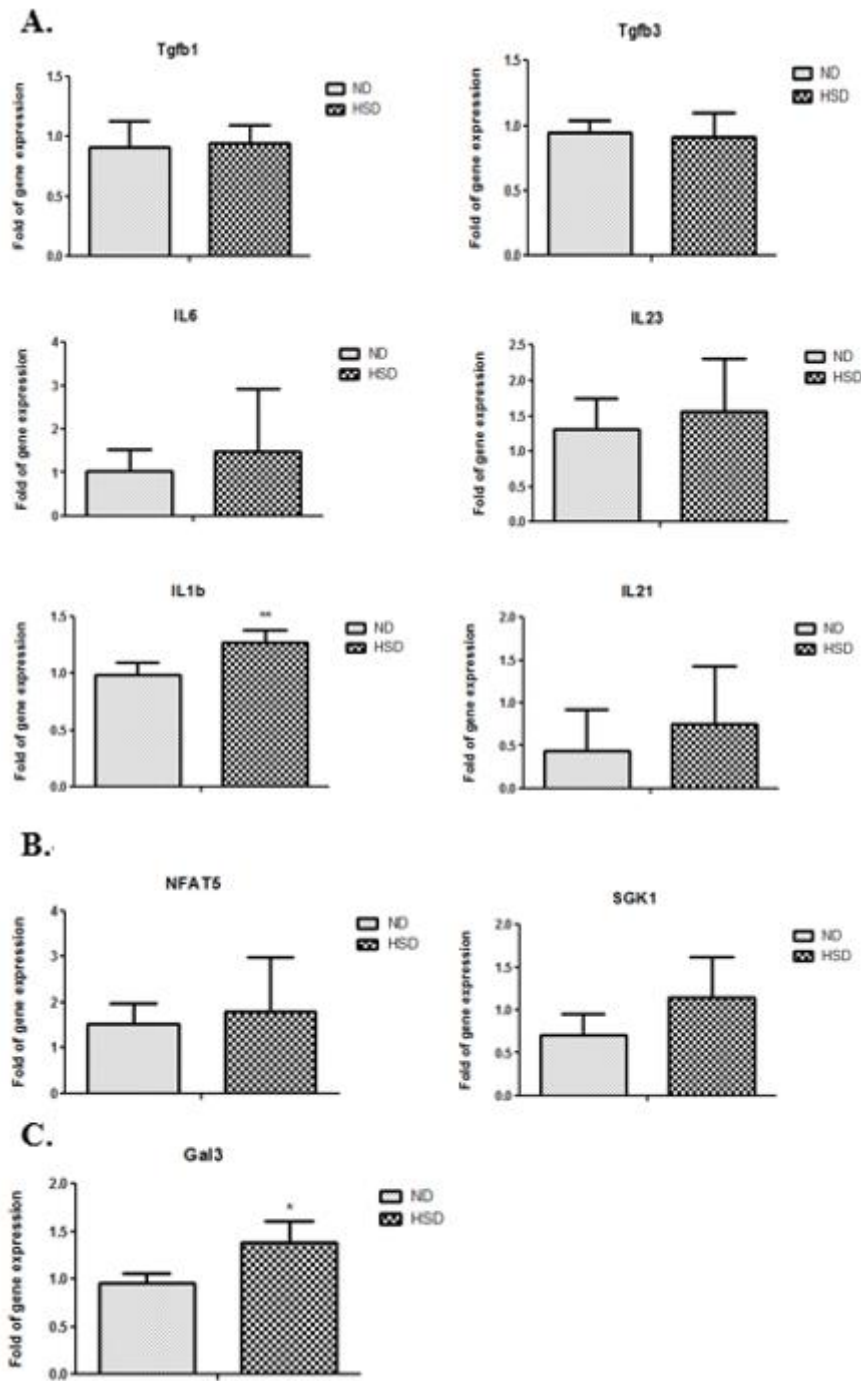 A.
Tgfb1
Fold of gene expression
1.5
1.0
0.5
0.0
ND
HSD
Tgfb3
Fold of gene expression
1.5
1.0
0.5
0.0
ND
HSD
IL6
Fold of gene expression
4
3
2
1
0
ND
HSD
IL23
Fold of gene expression
2.5
2.0
1.5
1.0
0.5
0.0
ND
HSD
IL1b
Fold of gene expression
1.5
1.0
0.5
0.0
**
ND
HSD
IL21
Fold of gene expression
2.0
1.5
1.0
0.5
0.0
ND
HSD
B.
NFAT5
Fold of gene expression
4
3
2
1
0
ND
HSD
SGK1
Fold of gene expression
2.0
1.5
1.0
0.5
0.0
ND
HSD
C.
Gal3
Fold of gene expression
2.0
1.5
1.0
0.5
0.0
*
ND
HSD